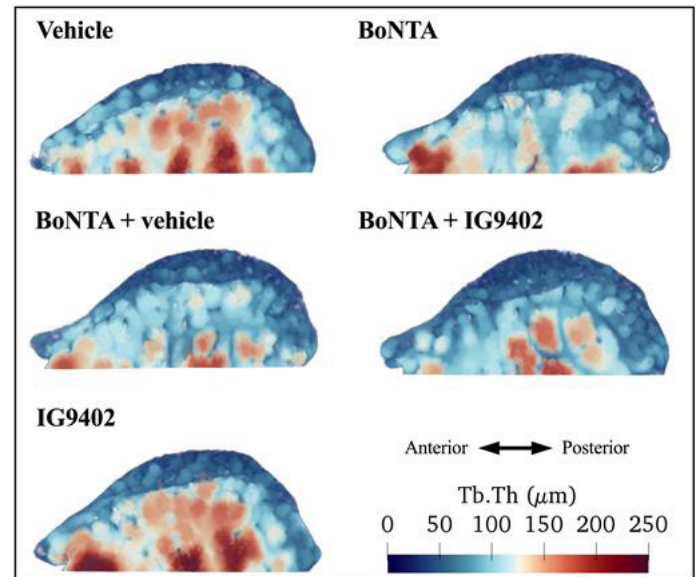 Vehicle
BoNTA
BoNTA + vehicle
BoNTA + IG9402
IG9402
Anterior
Posterior
Tb.Th (μm)
0 50 100 150 200 250